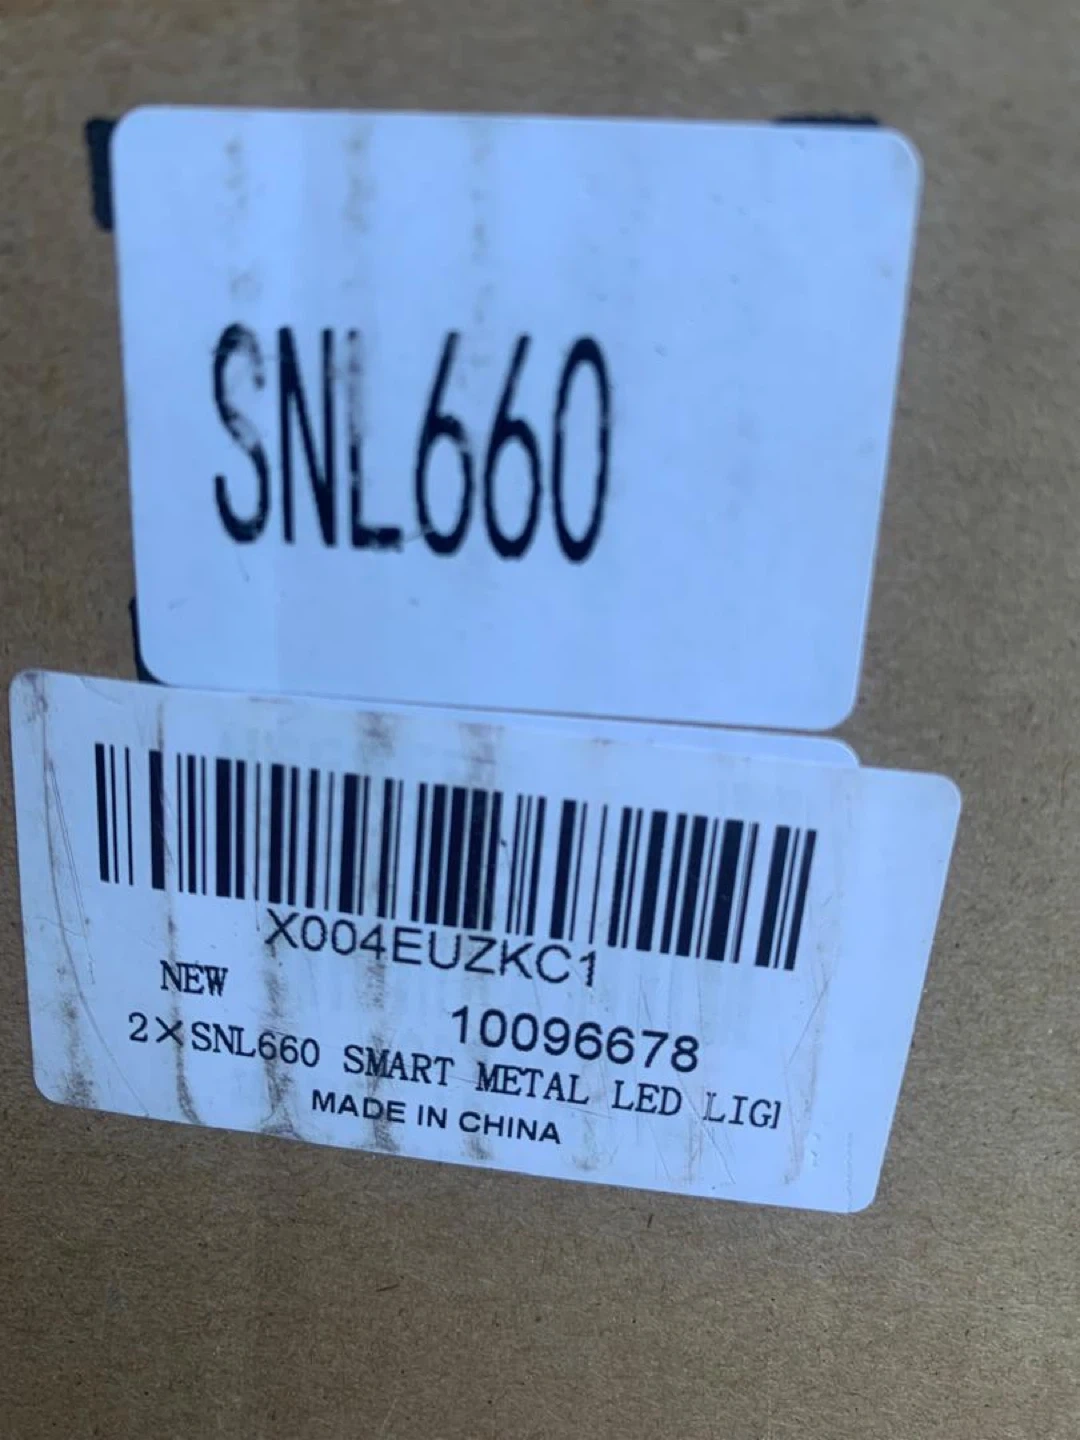 SNL660
X004EUZKC1
NEW
10096678
2×SNL660 SMART METAL LED
MADE IN CHINA